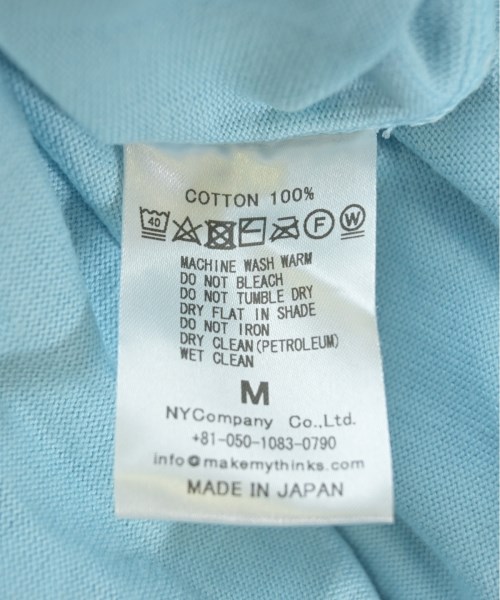 COTTON 100%
40 F W
MACHINE WASH WARM
DO NOT BLEACH
DO NOT TUMBLE DRY
DRY FLAT IN SHADE
DO NOT IRON
DRY CLEAN(PETROLEUM)
WET CLEAN
M
NYCompany Co.,Ltd.
+81-050-1083-0790
info@makemythinks.com
MADE IN JAPAN